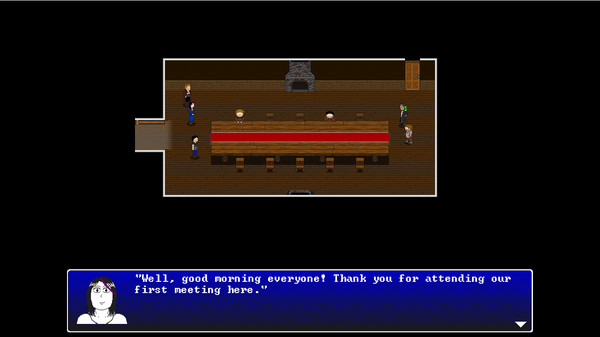 "Well, good morning everyone! Thank you for attending our
first meeting here."